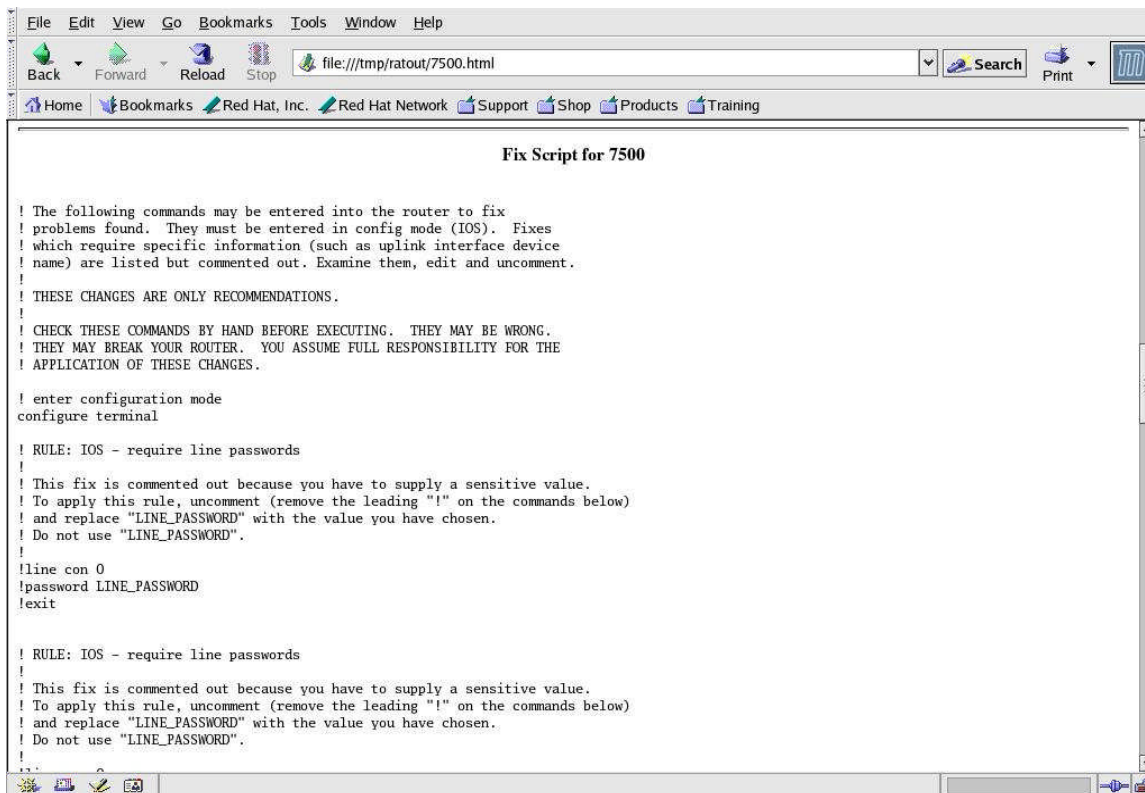 File Edit View Go Bookmarks Tools Window Help
Back Forward Reload Stop file:///tmp/ratout/7500.html Search Print
Home Bookmarks Red Hat, Inc. Red Hat Network Support Shop Products Training
Fix Script for 7500
! The following commands may be entered into the router to fix
! problems found. They must be entered in config mode (IOS). Fixes
! which require specific information (such as uplink interface device
! name) are listed but commented out. Examine them, edit and uncomment.
!
! THESE CHANGES ARE ONLY RECOMMENDATIONS.
!
! CHECK THESE COMMANDS BY HAND BEFORE EXECUTING. THEY MAY BE WRONG.
! THEY MAY BREAK YOUR ROUTER. YOU ASSUME FULL RESPONSIBILITY FOR THE
! APPLICATION OF THESE CHANGES.
! enter configuration mode
configure terminal
! RULE: IOS - require line passwords
!
! This fix is commented out because you have to supply a sensitive value.
! To apply this rule, uncomment (remove the leading "!" on the commands below)
! and replace "LINE_PASSWORD" with the value you have chosen.
! Do not use "LINE_PASSWORD".
!
!line con 0
!password LINE_PASSWORD
!exit
! RULE: IOS - require line passwords
!
! This fix is commented out because you have to supply a sensitive value.
! To apply this rule, uncomment (remove the leading "!" on the commands below)
! and replace "LINE_PASSWORD" with the value you have chosen.
! Do not use "LINE_PASSWORD".
!